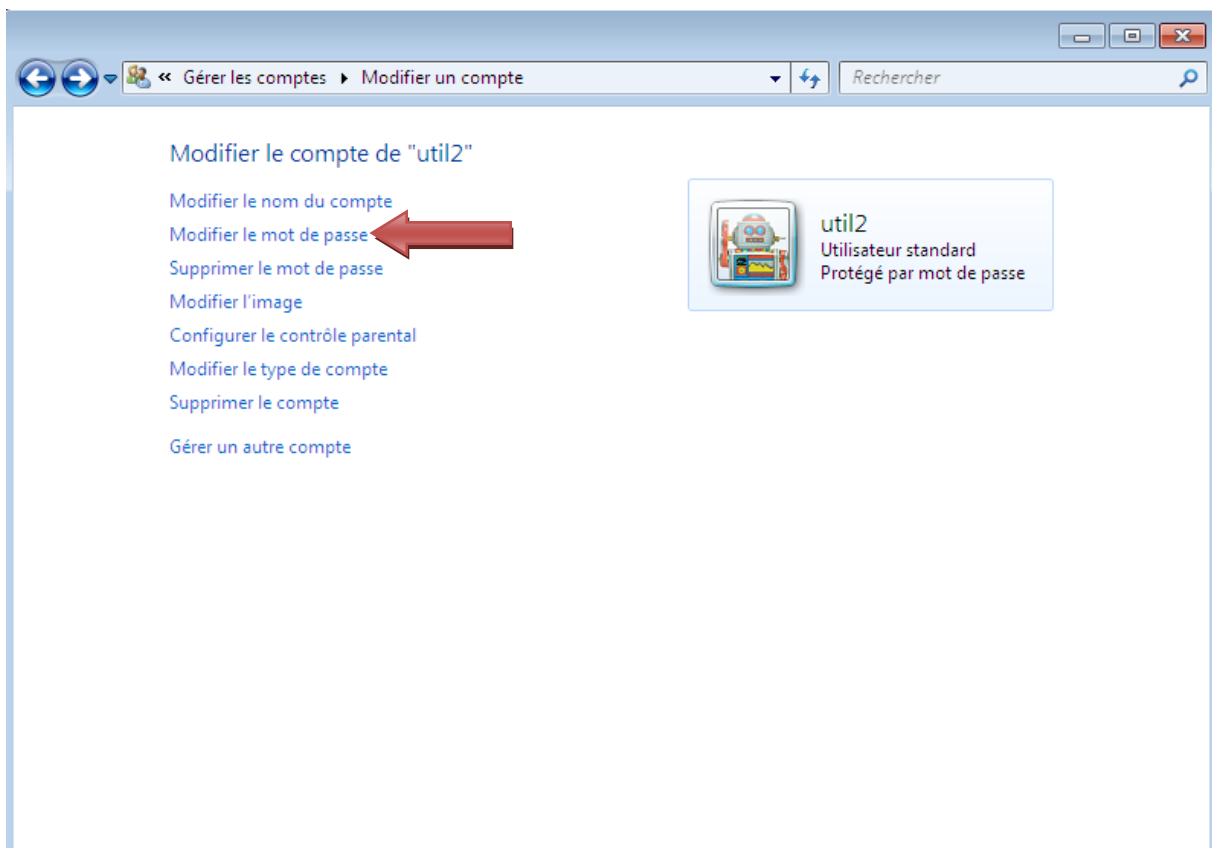 « Gérer les comptes ▸ Modifier un compte
Rechercher
Modifier le compte de "util2"
Modifier le nom du compte
Modifier le mot de passe
Supprimer le mot de passe
Modifier l'image
Configurer le contrôle parental
Modifier le type de compte
Supprimer le compte
Gérer un autre compte
util2
Utilisateur standard
Protégé par mot de passe